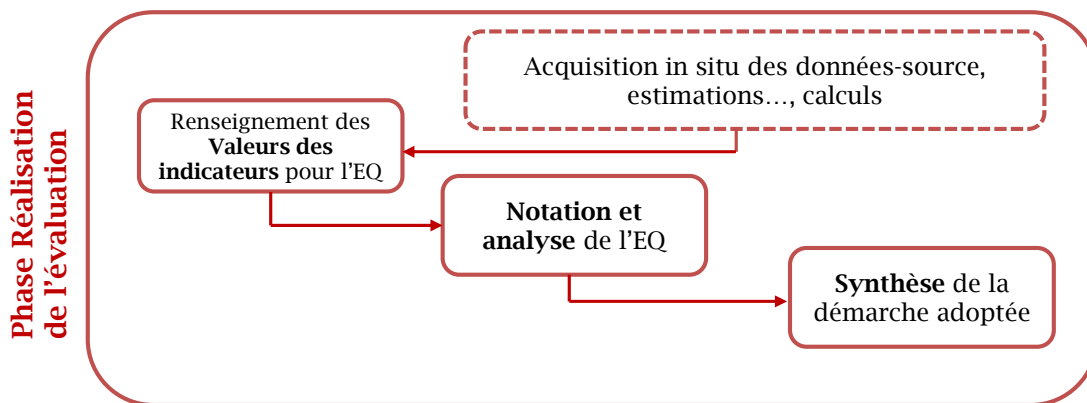 Phase Réalisation
de l'évaluation
Acquisition in situ des données-source,
estimations…, calculs
Renseignement des
Valeurs des
indicateurs pour l'EQ
Notation et
analyse de l'EQ
Synthèse de la
démarche adoptée